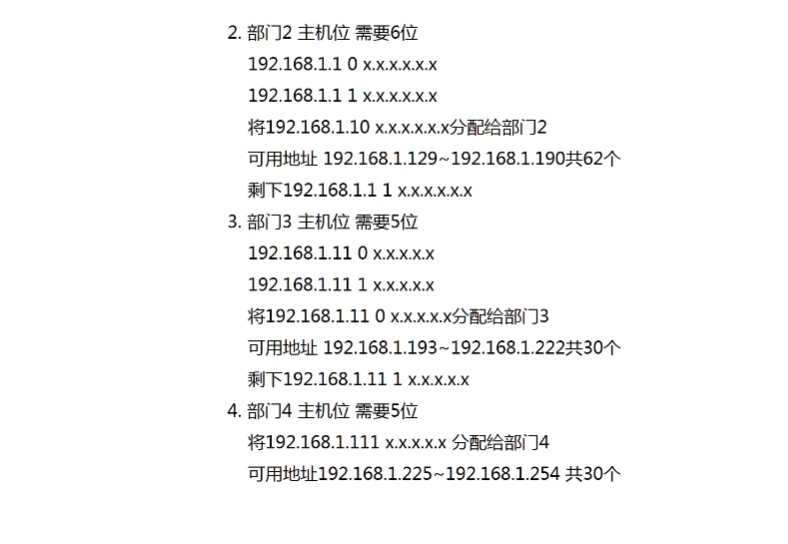 2. 部门2 主机位 需要6位
192.168.1.1 0 x.x.x.x.x.x
192.168.1.1 1 x.x.x.x.x.x
将192.168.1.10 x.x.x.x.x.x分配给部门2
可用地址 192.168.1.129~192.168.1.190共62个
剩下192.168.1.1 1 x.x.x.x.x.x
3. 部门3 主机位 需要5位
192.168.1.11 0 x.x.x.x.x
192.168.1.11 1 x.x.x.x.x
将192.168.1.11 0 x.x.x.x.x分配给部门3
可用地址 192.168.1.193~192.168.1.222共30个
剩下192.168.1.11 1 x.x.x.x.x
4. 部门4 主机位 需要5位
将192.168.1.111 x.x.x.x.x 分配给部门4
可用地址192.168.1.225~192.168.1.254 共30个